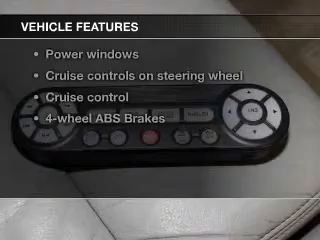 VEHICLE FEATURES
• Power windows
• Cruise controls on steering wheel
• Cruise control
• 4-wheel ABS Brakes